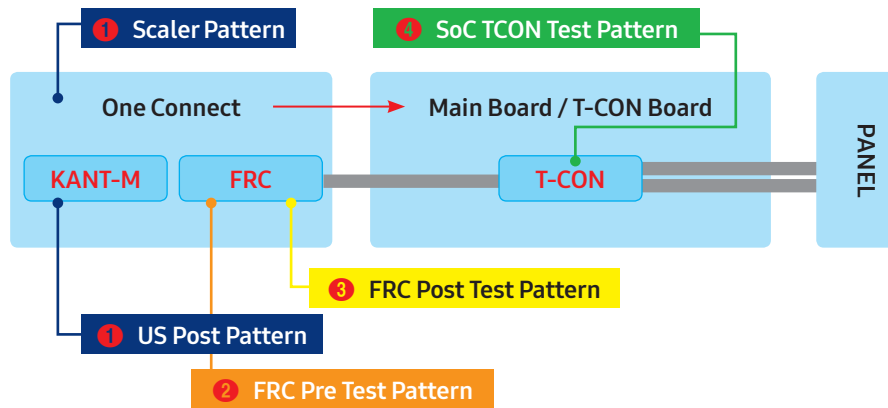 1 Scaler Pattern
4 SoC TCON Test Pattern
One Connect
Main Board / T-CON Board
KANT-M
FRC
T-CON
PANEL
3 FRC Post Test Pattern
1 US Post Pattern
2 FRC Pre Test Pattern